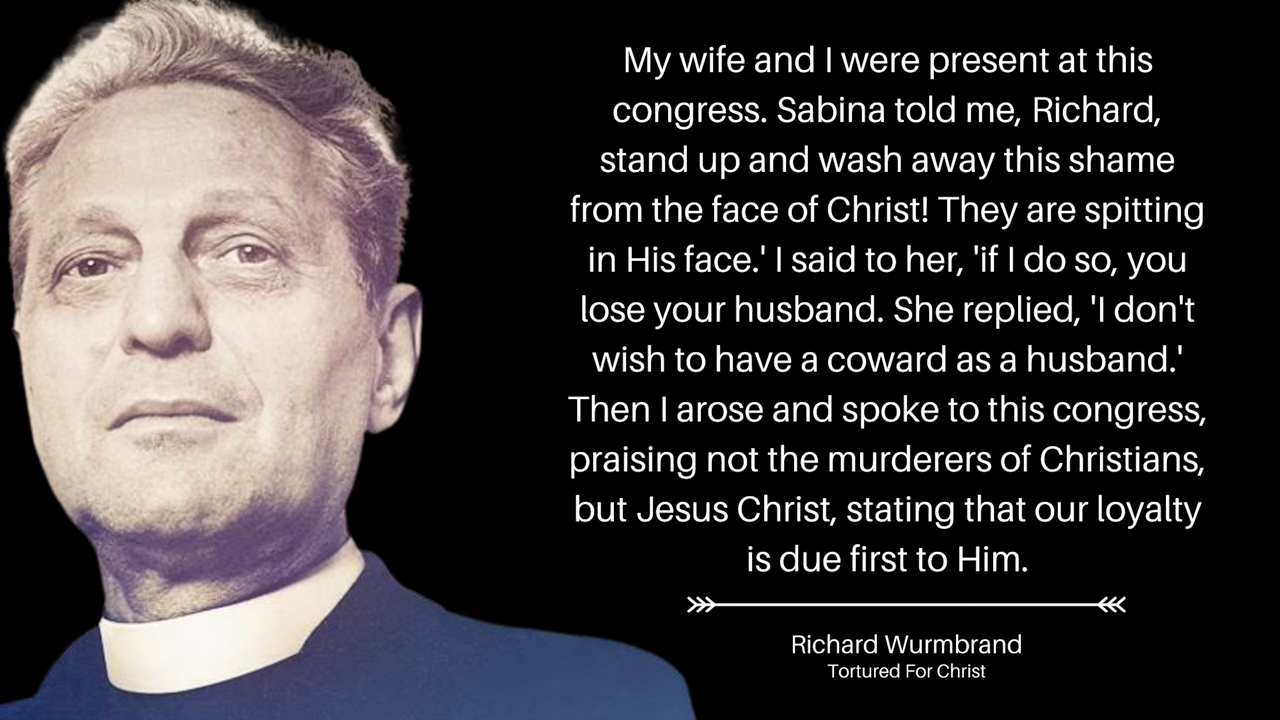 My wife and I were present at this
congress. Sabina told me, Richard,
stand up and wash away this shame
from the face of Christ! They are spitting
in His face.' I said to her, 'if I do so, you
lose your husband. She replied, 'I don't
wish to have a coward as a husband.'
Then I arose and spoke to this congress,
praising not the murderers of Christians,
but Jesus Christ, stating that our loyalty
is due first to Him.
Richard Wurmbrand
Tortured For Christ